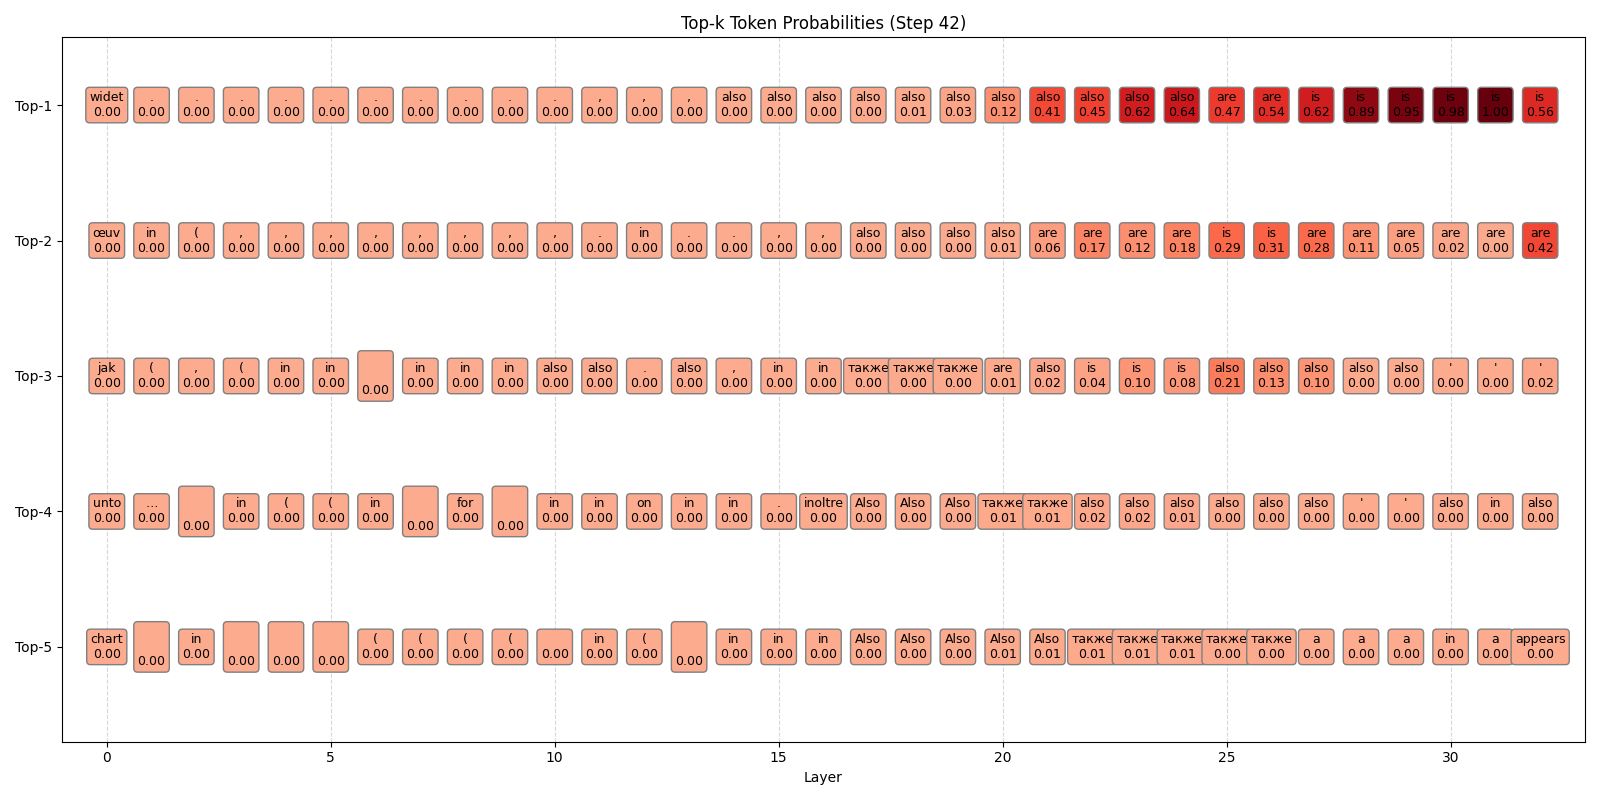 Top-k Token Probabilities (Step 42)
Top-1
widet . . . . . . . . . . , , , also also also also also also also also also also also are are is is is is is is
0.00 0.00 0.00 0.00 0.00 0.00 0.00 0.00 0.00 0.00 0.00 0.00 0.00 0.00 0.00 0.00 0.00 0.00 0.01 0.03 0.12 0.41 0.45 0.62 0.64 0.47 0.54 0.62 0.89 0.95 0.98 1.00 0.56
Top-2
œuv in ( , , , , , , , , . in . . , , also also also also are are are are is is are are are are are are
0.00 0.00 0.00 0.00 0.00 0.00 0.00 0.00 0.00 0.00 0.00 0.00 0.00 0.00 0.00 0.00 0.00 0.00 0.00 0.00 0.01 0.06 0.17 0.12 0.18 0.29 0.31 0.28 0.11 0.05 0.02 0.00 0.42
Top-3
jak ( , ( in in in in in also also . also , in in также также также are also is is is also also also also also ' ' '
0.00 0.00 0.00 0.00 0.00 0.00 0.00 0.00 0.00 0.00 0.00 0.00 0.00 0.00 0.00 0.00 0.00 0.00 0.00 0.00 0.01 0.02 0.04 0.10 0.08 0.21 0.13 0.10 0.00 0.00 0.00 0.00 0.02
Top-4
unto ... in ( ( in for in in on in in . inoltre Also Also Also также также also also also also also also ' ' also in also
0.00 0.00 0.00 0.00 0.00 0.00 0.00 0.00 0.00 0.00 0.00 0.00 0.00 0.00 0.00 0.00 0.00 0.00 0.00 0.00 0.01 0.01 0.02 0.02 0.01 0.00 0.00 0.00 0.00 0.00 0.00 0.00 0.00
Top-5
chart in ( ( ( ( in ( in in in Also Also Also Also Also также также также также также a a a in a appears
0.00 0.00 0.00 0.00 0.00 0.00 0.00 0.00 0.00 0.00 0.00 0.00 0.00 0.00 0.00 0.00 0.00 0.00 0.00 0.00 0.01 0.01 0.01 0.01 0.01 0.00 0.00 0.00 0.00 0.00 0.00 0.00 0.00
0 5 10 15 20 25 30
Layer